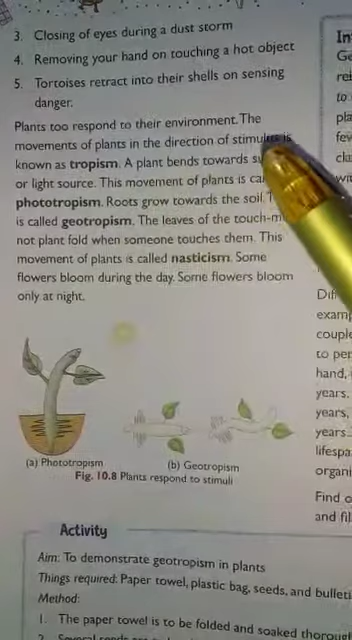 3. Closing of eyes during a dust storm
4. Removing your hand on touching a hot object
5. Tortoises retract into their shells on sensing
danger.
Plants too respond to their environment. The
movements of plants in the direction of stimulus is
known as tropism. A plant bends towards
or light source. This movement of plants is
phototropism. Roots grow towards the soil.
is called geotropism. The leaves of the
not plant fold when someone touches them. This
movement of plants is called nasticism. Some
flowers bloom during the day. Some flowers bloom
only at night.
(a) Phototropism
(b) Geotropism
Fig. 10.8 Plants respond to stimuli
Activity
Aim: To demonstrate geotropism in plants
Things required: Paper towel, plastic bag, seeds, and
Method:
1. The paper towel is to be folded and soaked
In
Ge
rei
to
pla
few
cla
wi
Diff
examp
couple
to per
hand,
years.
years,
years.
lifespa
organi
Find o
and fil